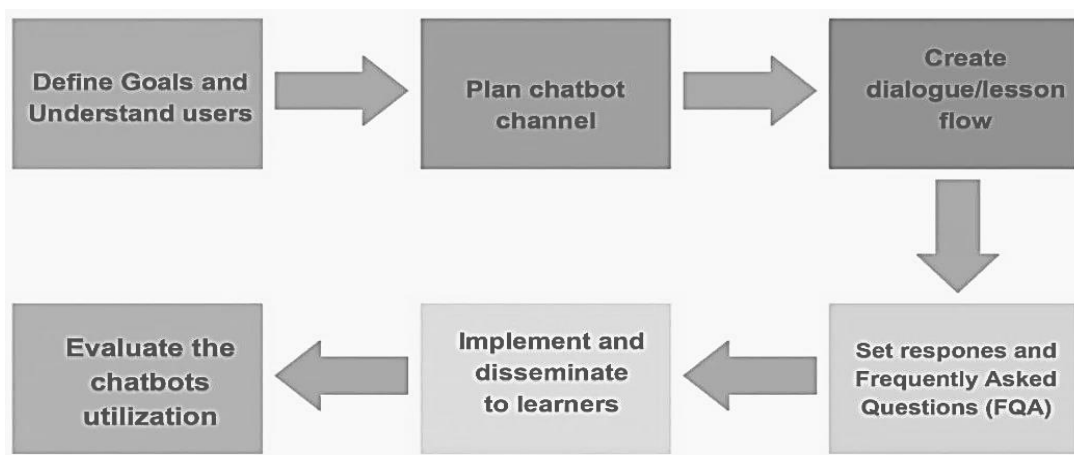 Define Goals and
Understand users
Plan chatbot
channel
Create
dialogue/lesson
flow
Set respones and
Frequently Asked
Questions (FQA)
Implement and
disseminate
to learners
Evaluate the
chatbots
utilization